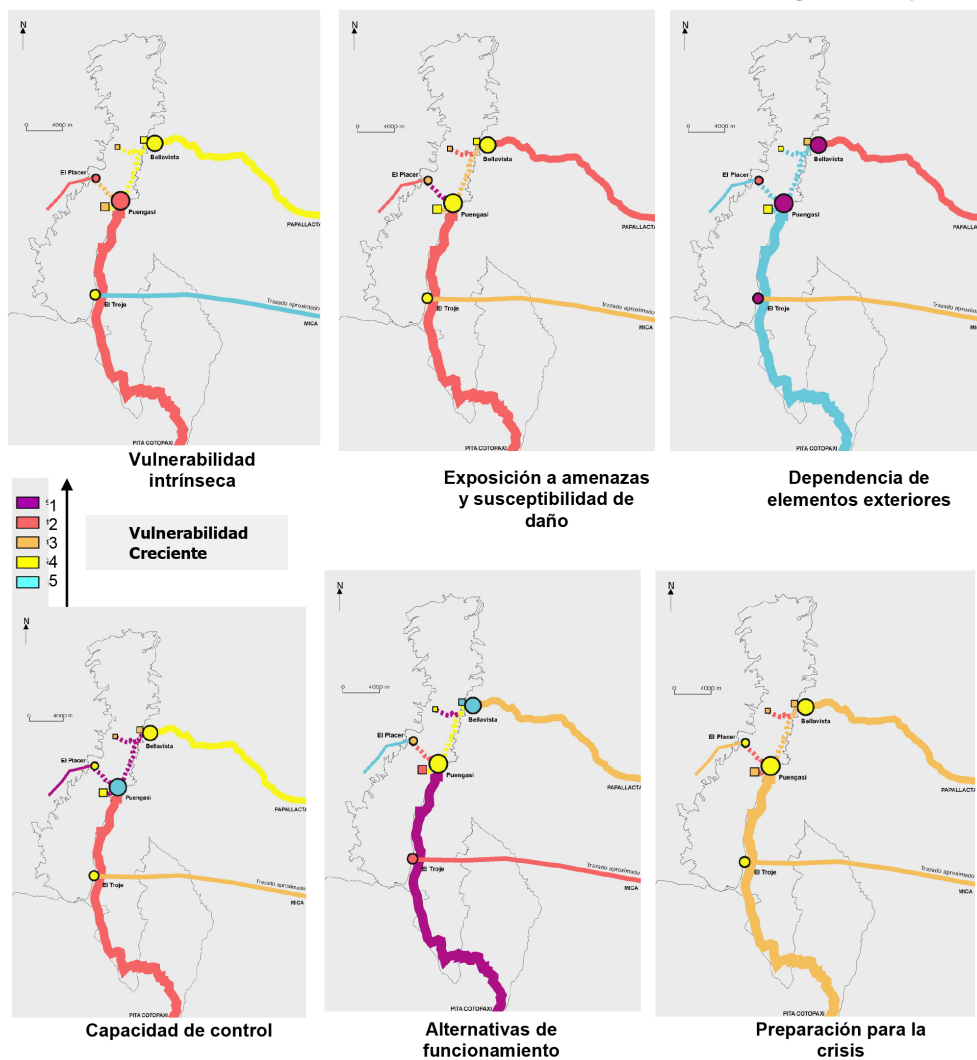 N
4000 m
El Placer
Bellavista
Puengasi
PAPALLACTA
El Troje
Trazado aproximado
MICA
PITA COTOPAXI
Vulnerabilidad
intrínseca
N
4000 m
El Placer
Bellavista
Puengasi
PAPALLACTA
El Troje
Trazado aproximado
MICA
PITA COTOPAXI
Exposición a amenazas
y susceptibilidad de
daño
N
4000 m
El Placer
Bellavista
Puengasi
PAPALLACTA
El Troje
Trazado aproximado
MICA
PITA COTOPAXI
Dependencia de
elementos exteriores
1
2
3
4
5
Vulnerabilidad
Creciente
N
4000 m
El Placer
Bellavista
Puengasi
PAPALLACTA
El Troje
Trazado aproximado
MICA
PITA COTOPAXI
Capacidad de control
N
4000 m
El Placer
Bellavista
Puengasi
PAPALLACTA
El Troje
Trazado aproximado
MICA
PITA COTOPAXI
Alternativas de
funcionamiento
N
4000 m
El Placer
Bellavista
Puengasi
PAPALLACTA
El Troje
Trazado aproximado
MICA
PITA COTOPAXI
Preparación para la
crisis